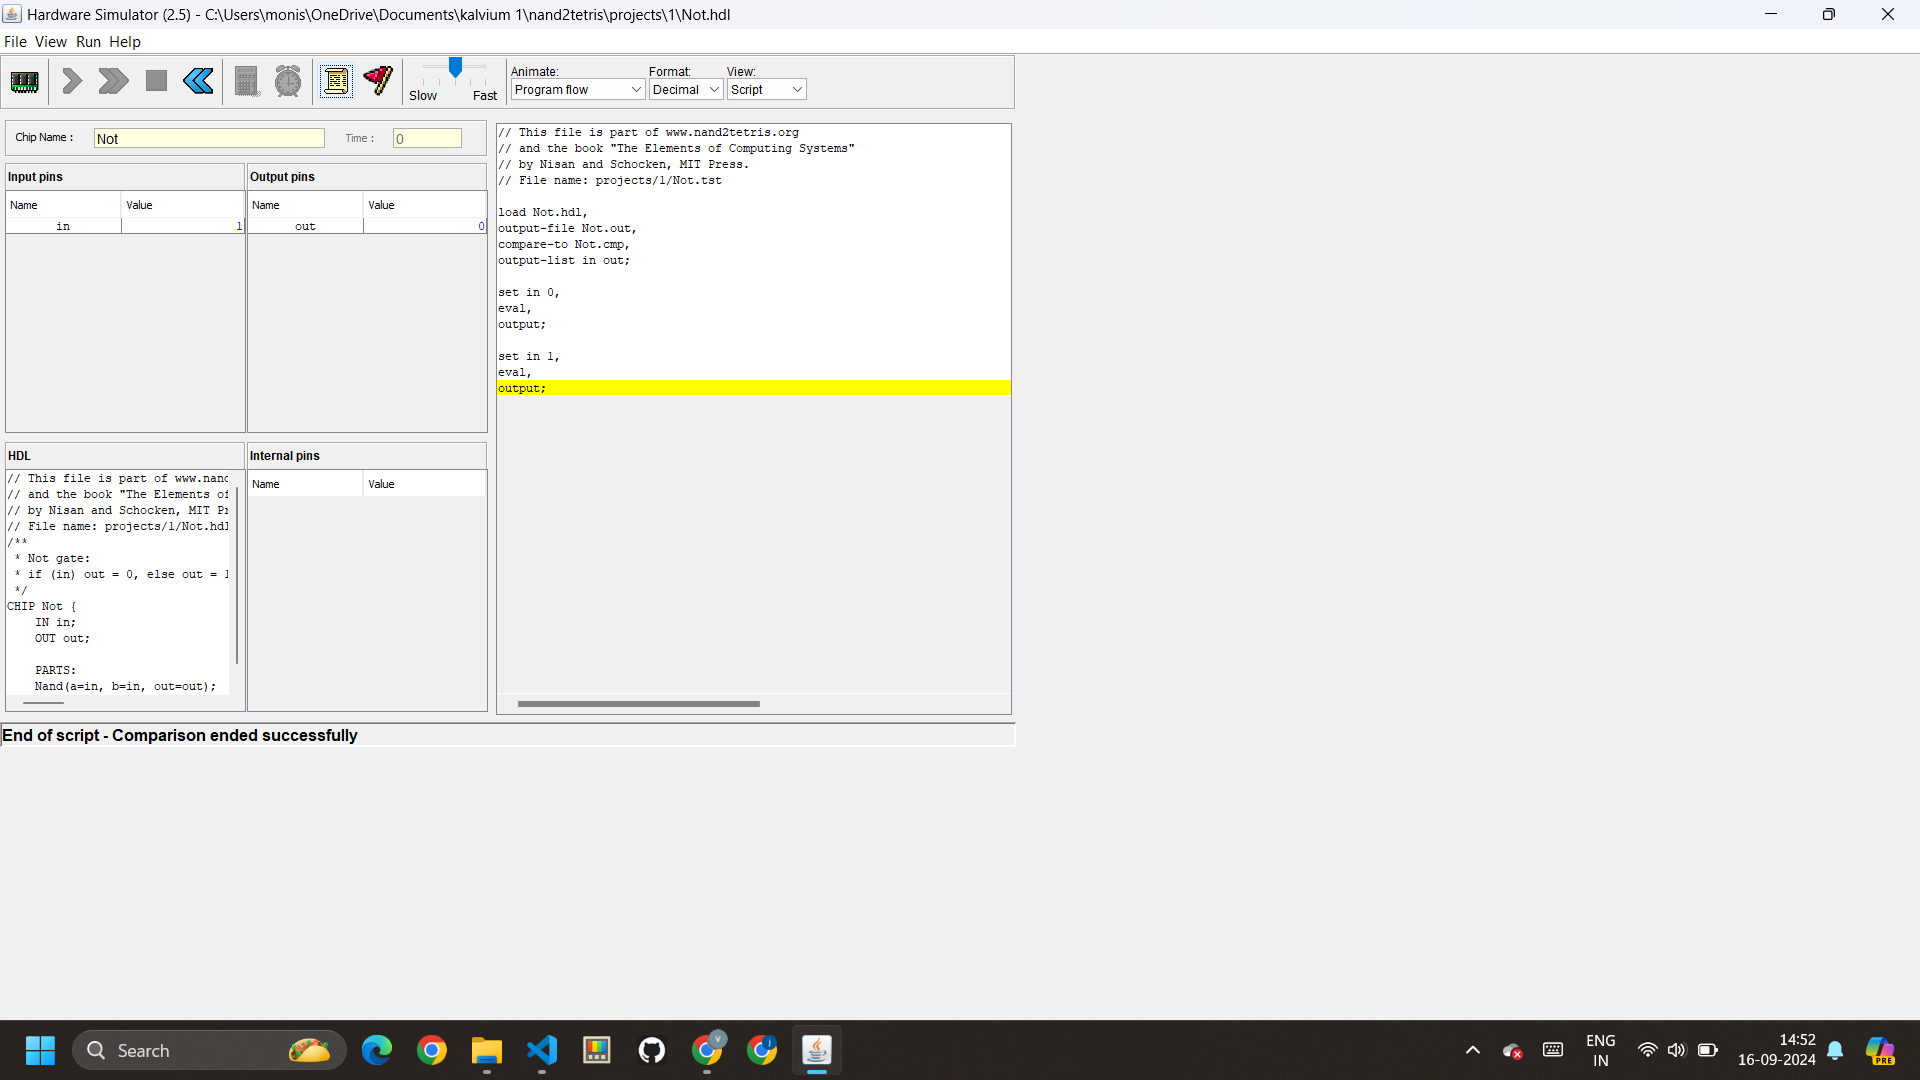 Hardware Simulator (2.5) - C:\Users\monis\OneDrive\Documents\kalvium 1\nand2tetris\projects\1\Not.hdl
File View Run Help
Slow Fast
Animate: Format: View:
Program flow Decimal Script
Chip Name : Not Time : 0
Input pins
Name Value
in 1
Output pins
Name Value
out 0
HDL
// This file is part of www.nand
// and the book "The Elements of
// by Nisan and Schocken, MIT Pr
// File name: projects/1/Not.hdl
/**
* Not gate:
* if (in) out = 0, else out = 1
*/
CHIP Not {
IN in;
OUT out;
PARTS:
Nand(a=in, b=in, out=out);
Internal pins
Name Value
// This file is part of www.nand2tetris.org
// and the book "The Elements of Computing Systems"
// by Nisan and Schocken, MIT Press.
// File name: projects/1/Not.tst
load Not.hdl,
output-file Not.out,
compare-to Not.cmp,
output-list in out;
set in 0,
eval,
output;
set in 1,
eval,
output;
End of script - Comparison ended successfully
Search
ENG
IN
14:52
16-09-2024
PRE